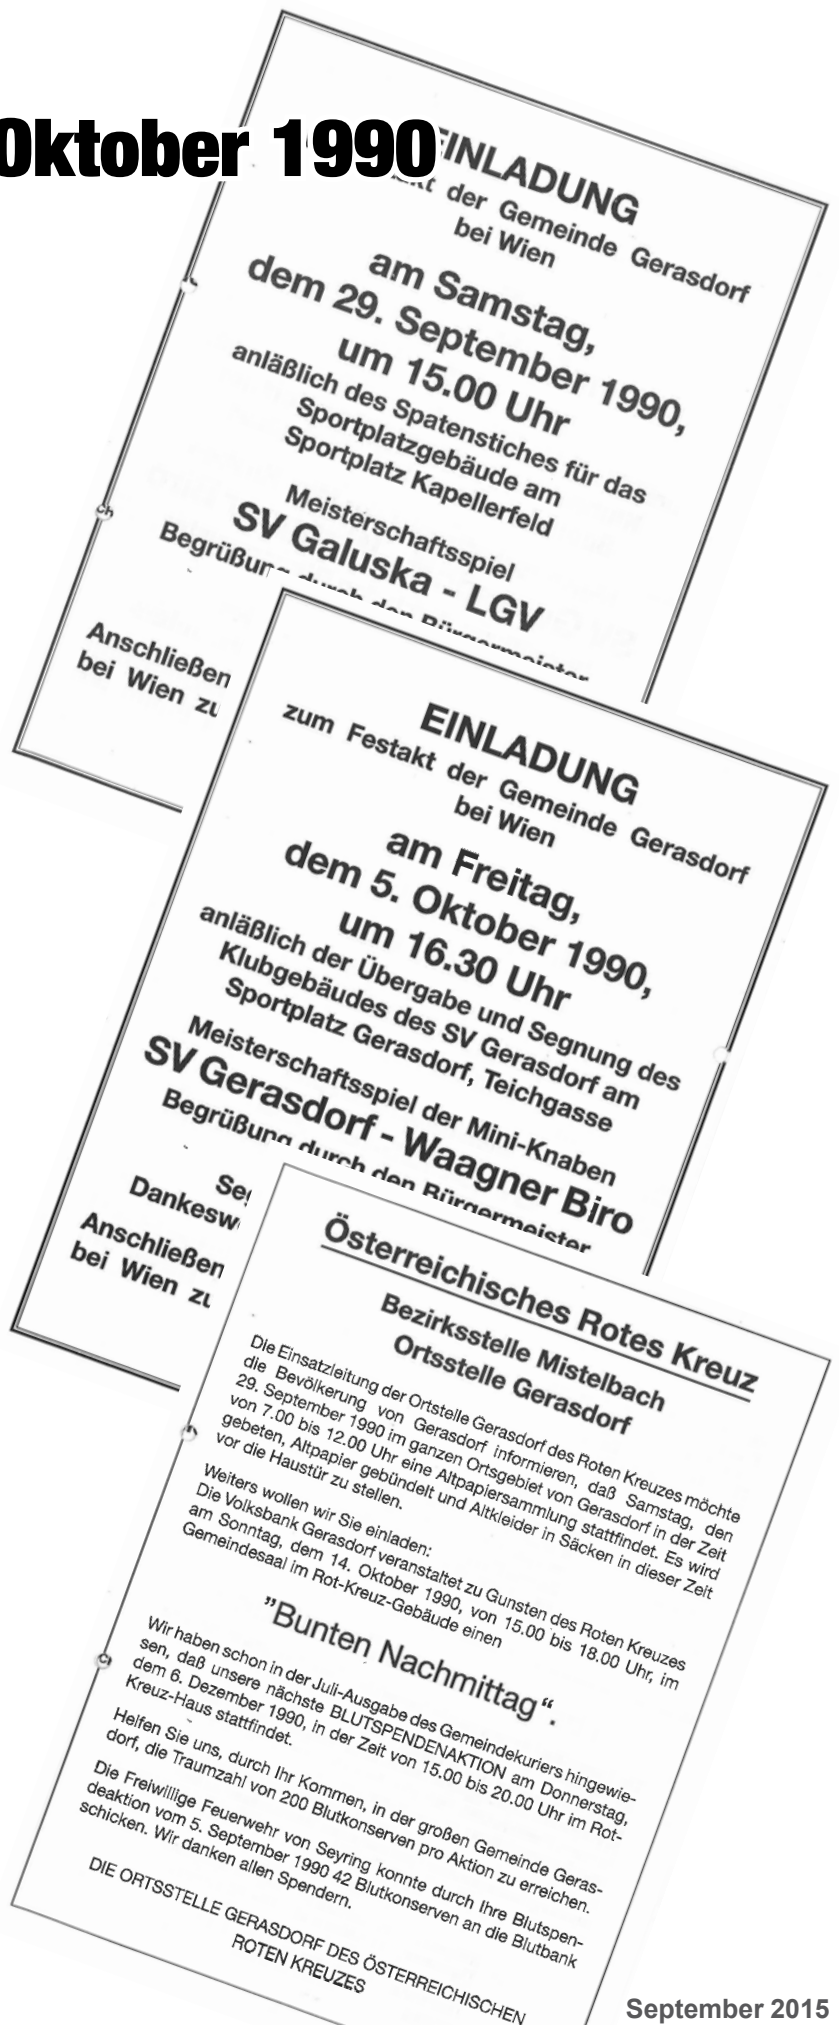 Oktober 1990
EINLADUNG
der Gemeinde Gerasdorf
bei Wien
am Samstag,
dem 29. September 1990,
um 15.00 Uhr
anläßlich des Spatenstiches für das
Sportplatzgebäude am
Sportplatz Kapellerfeld
Meisterschaftsspiel
SV Galuska - LGV
Begrüßung durch den Bürgermeister
Anschließen
bei Wien zu
EINLADUNG
zum Festakt der Gemeinde Gerasdorf
bei Wien
am Freitag,
dem 5. Oktober 1990,
um 16.30 Uhr
anläßlich der Übergabe und Segnung des
Klubgebäudes des SV Gerasdorf am
Sportplatz Gerasdorf, Teichgasse
Meisterschaftsspiel der Mini-Knaben
SV Gerasdorf - Waagner Biro
Begrüßung durch den Bürgermeister
Seg
Dankesw
Anschließen
bei Wien zu
Österreichisches Rotes Kreuz
Bezirksstelle Mistelbach
Ortsstelle Gerasdorf
Die Einsatzleitung der Ortstelle Gerasdorf des Roten Kreuzes möchte
die Bevölkerung von Gerasdorf informieren, daß Samstag, den
29. September 1990 im ganzen Ortsgebiet von Gerasdorf in der Zeit
von 7.00 bis 12.00 Uhr eine Altpapiersammlung stattfindet. Es wird
gebeten, Altpapier gebündelt und Altkleider in Säcken in dieser Zeit
vor die Haustür zu stellen.
Weiters wollen wir Sie einladen:
Die Volksbank Gerasdorf veranstaltet zu Gunsten des Roten Kreuzes
am Sonntag, dem 14. Oktober 1990, von 15.00 bis 18.00 Uhr, im
Gemeindesaal im Rot-Kreuz-Gebäude einen
"Bunten Nachmittag".
Wir haben schon in der Juli-Ausgabe des Gemeindekuriers hingewie-
sen, daß unsere nächste BLUTSPENDENAKTION am Donnerstag,
dem 6. Dezember 1990, in der Zeit von 15.00 bis 20.00 Uhr im Rot-
Kreuz-Haus stattfindet.
Helfen Sie uns, durch Ihr Kommen, in der großen Gemeinde Geras-
dorf, die Traumzahl von 200 Blutkonserven pro Aktion zu erreichen.
Die Freiwillige Feuerwehr von Seyring konnte durch Ihre Blutspen-
deaktion vom 5. September 1990 42 Blutkonserven an die Blutbank
schicken. Wir danken allen Spendern.
DIE ORTSSTELLE GERASDORF DES ÖSTERREICHISCHEN
ROTEN KREUZES
September 2015